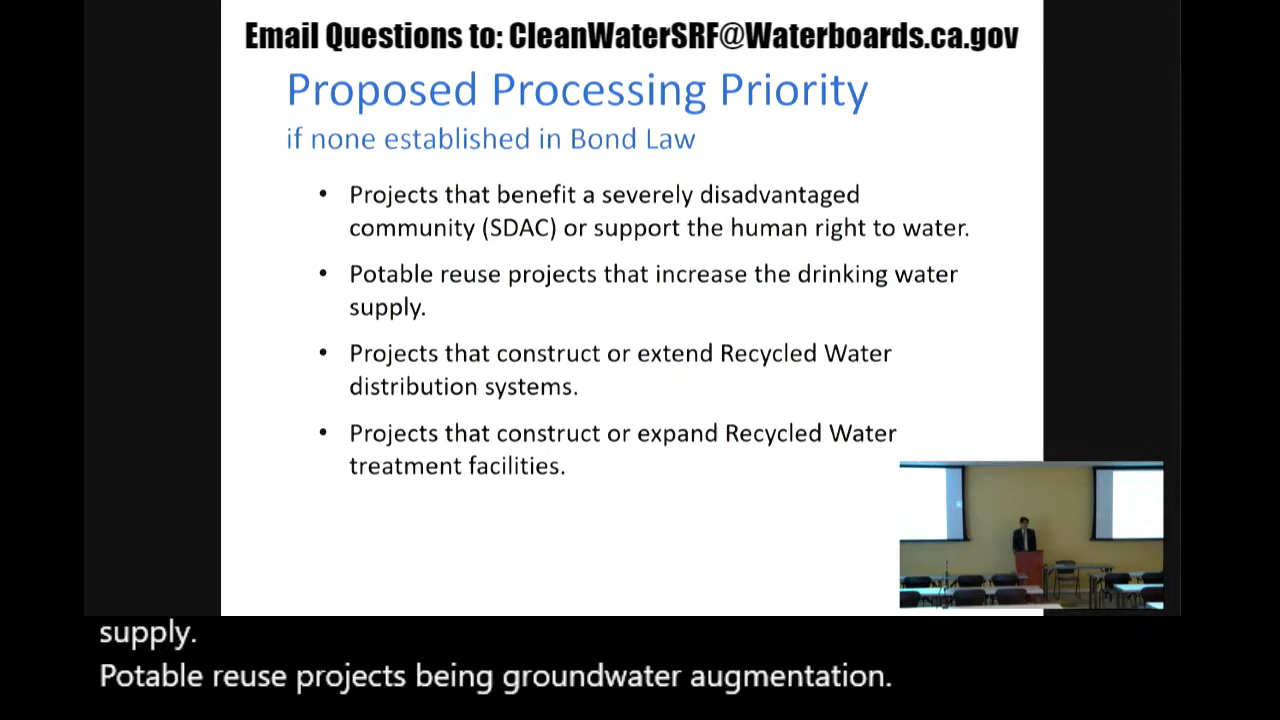 Email Questions to: CleanWaterSRF@Waterboards.ca.gov
Proposed Processing Priority
if none established in Bond Law
• Projects that benefit a severely disadvantaged
community (SDAC) or support the human right to water.
• Potable reuse projects that increase the drinking water
supply.
• Projects that construct or extend Recycled Water
distribution systems.
• Projects that construct or expand Recycled Water
treatment facilities.
supply.
Potable reuse projects being groundwater augmentation.